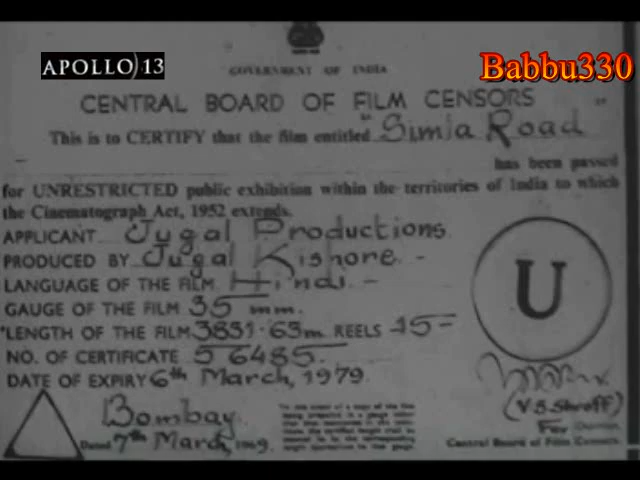 APOLLO 13
Babbu330
GOVERNMENT OF INDIA
CENTRAL BOARD OF FILM CENSORS
This is to CERTIFY that the film entitled "Simla Road"
has been passed
for UNRESTRICTED public exhibition within the territories of India to which
the Cinematograph Act, 1952 extends.
APPLICANT Jugal Productions.
PRODUCED BY Jugal Kishore -
LANGUAGE OF THE FILM Hindi -
GAUGE OF THE FILM 35 mm.
*LENGTH OF THE FILM 3831.63m REELS 15-
NO. OF CERTIFICATE 56485.
DATE OF EXPIRY 6th March, 1979.
U
Bombay
Dated 7th March, 1969.
(V.S. Shroff)
For
Central Board of Film Censors.